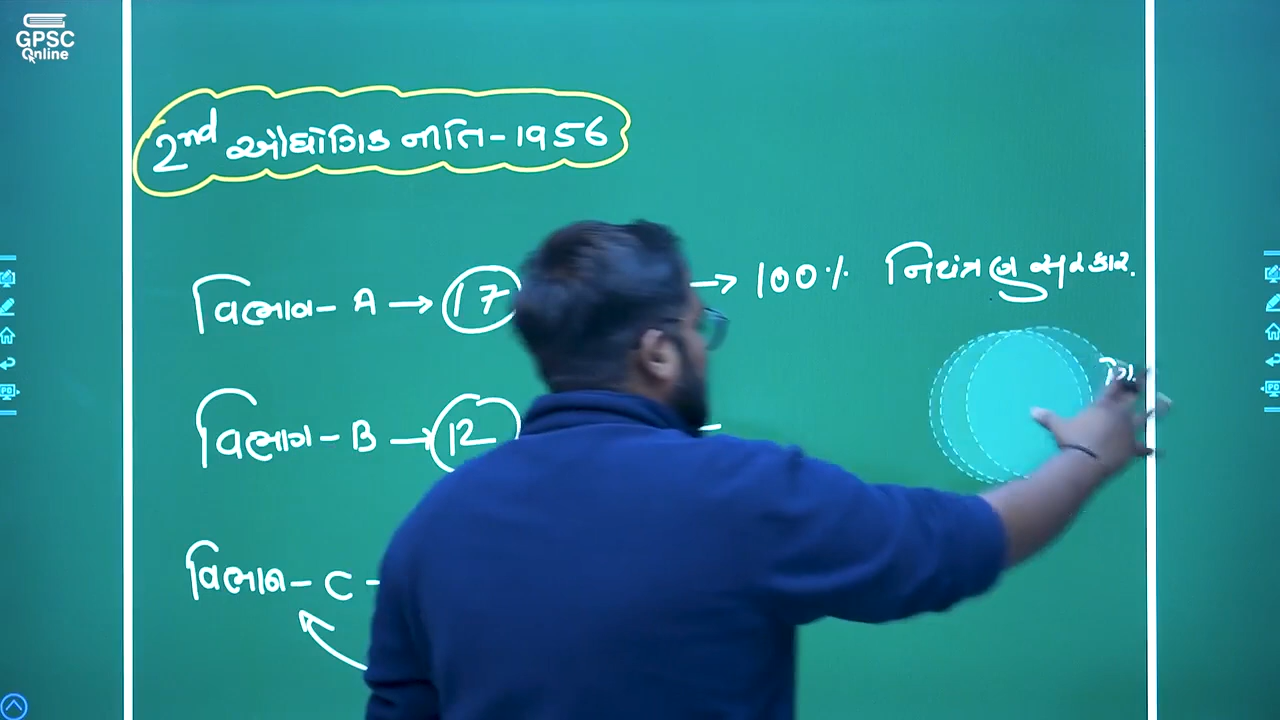 GPSC
Online
2nd ઔદ્યોગિક નીતિ - 1956
વિભાગ - A → 17 → 100% નિયંત્રણ સરકાર.
વિભાગ - B → 12
વિભાગ - C -